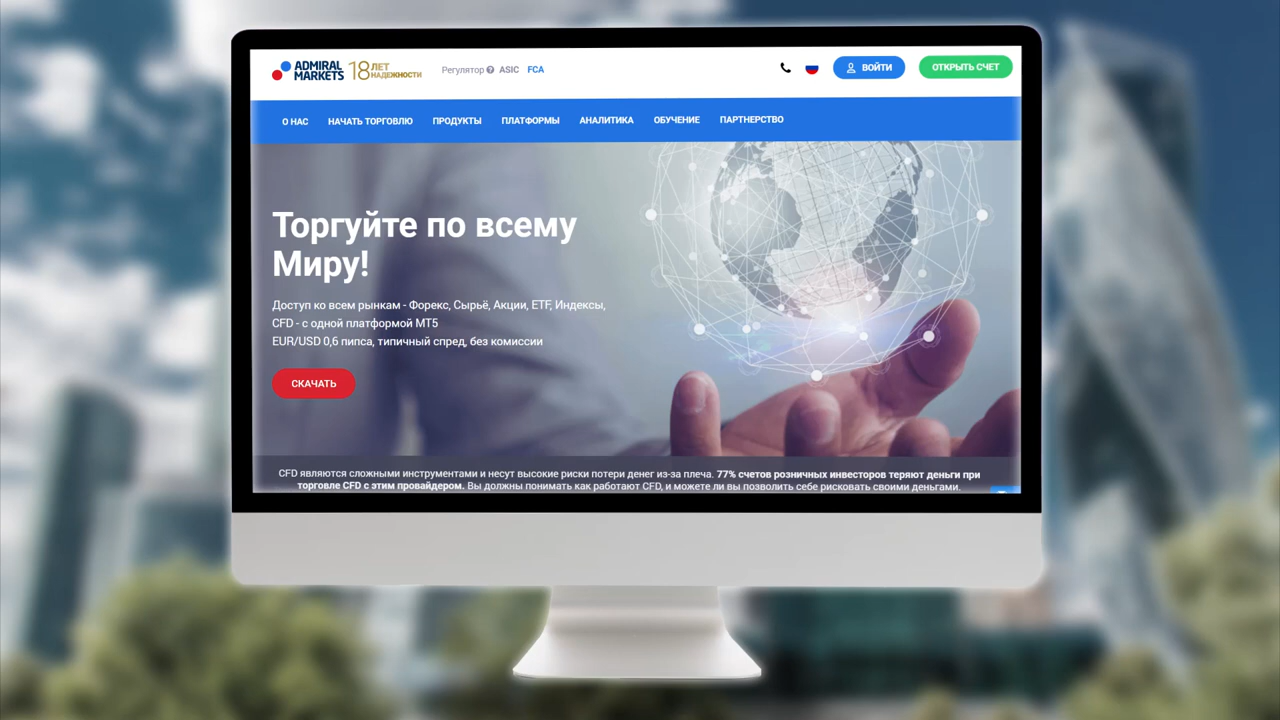 ADMIRAL
MARKETS
18 ЛЕТ
НАДЕЖНОСТИ
Регулятор ? ASIC FCA
ВОЙТИ
ОТКРЫТЬ СЧЕТ
О НАС НАЧАТЬ ТОРГОВЛЮ ПРОДУКТЫ ПЛАТФОРМЫ АНАЛИТИКА ОБУЧЕНИЕ ПАРТНЕРСТВО
Торгуйте по всему
Миру!
Доступ ко всем рынкам - Форекс, Сырьё, Акции, ETF, Индексы,
CFD - с одной платформой MT5
EUR/USD 0,6 пипса, типичный спред, без комиссии
СКАЧАТЬ
CFD являются сложными инструментами и несут высокие риски потери денег из-за плеча. 77% счетов розничных инвесторов теряют деньги при
торговле CFD с этим провайдером. Вы должны понимать как работают CFD, и можете ли вы позволить себе рисковать своими деньгами.